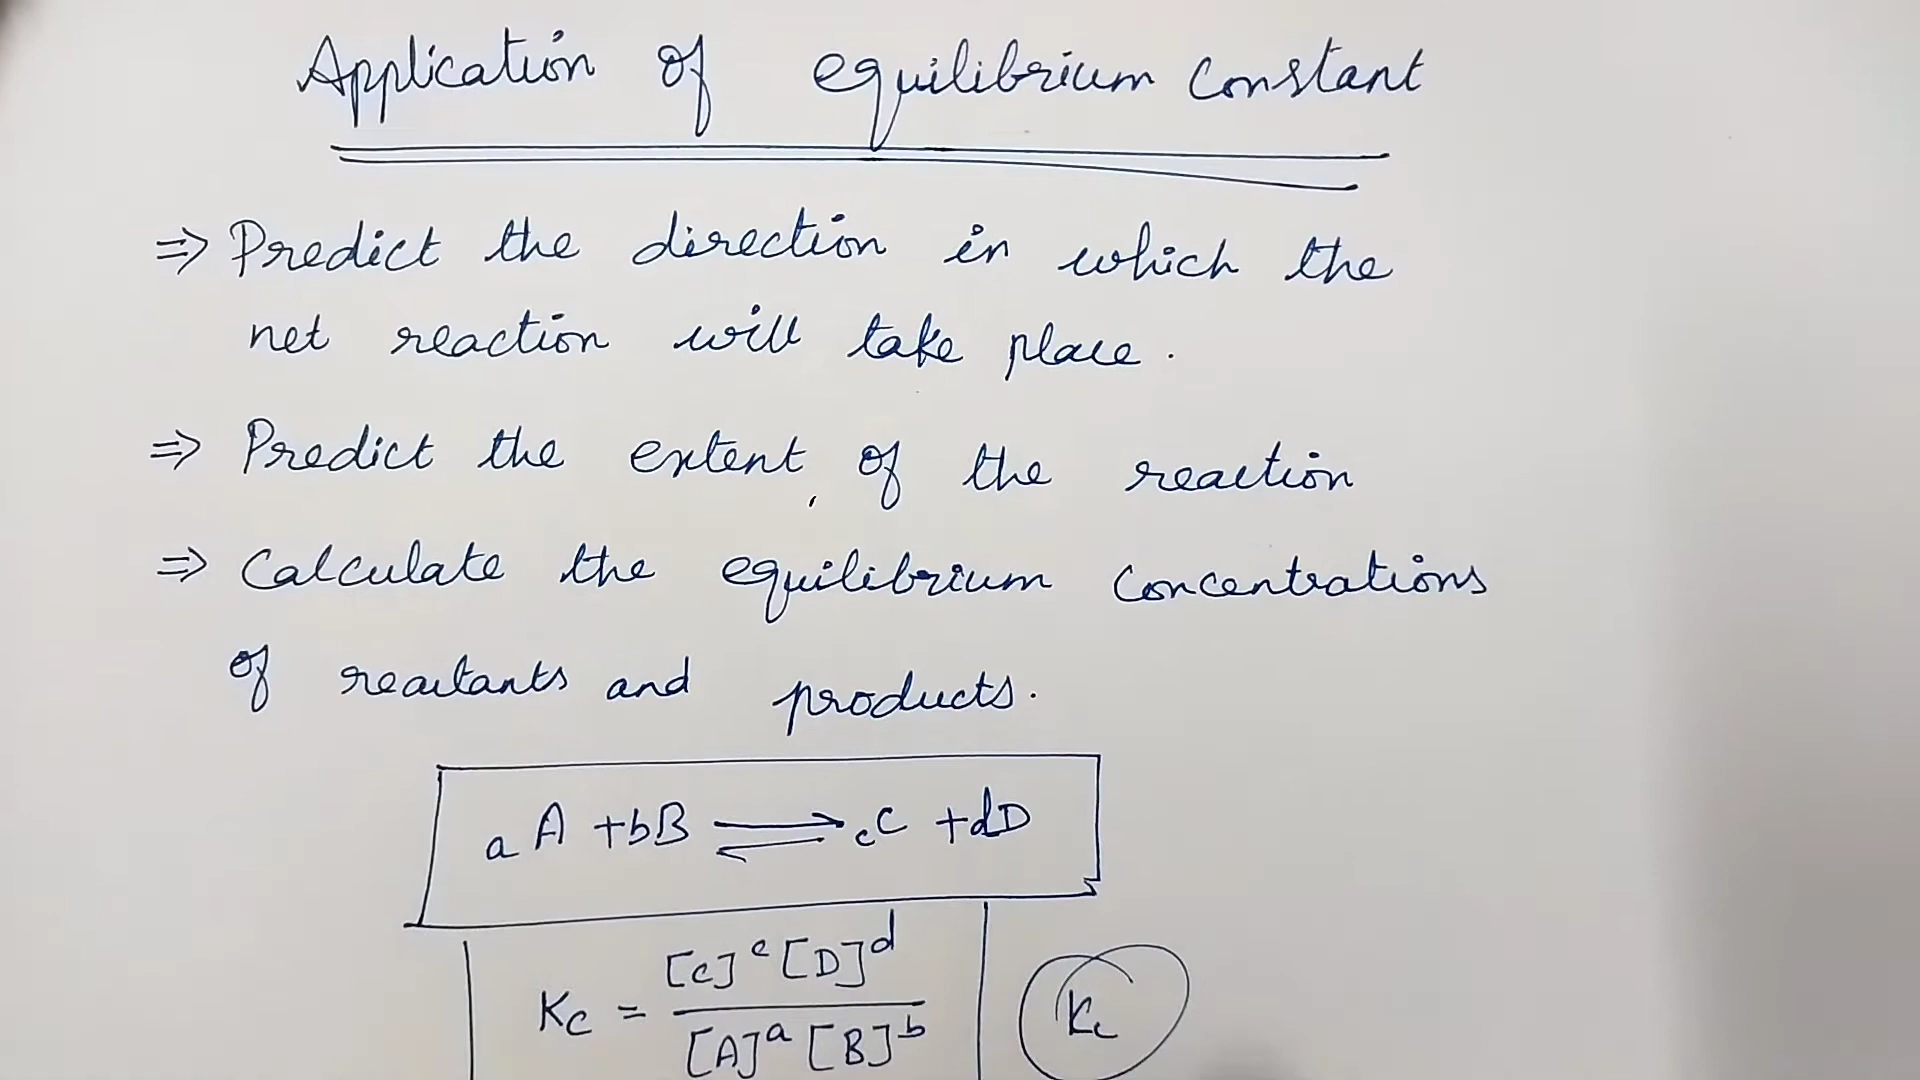 Application of equilibrium constant
⇒ Predict the direction in which the
net reaction will take place.
⇒ Predict the extent of the reaction
⇒ Calculate the equilibrium concentrations
of reactants and products.
aA + bB ⇌ cC + dD
Kc = [C]^c [D]^d / [A]^a [B]^b
Kc